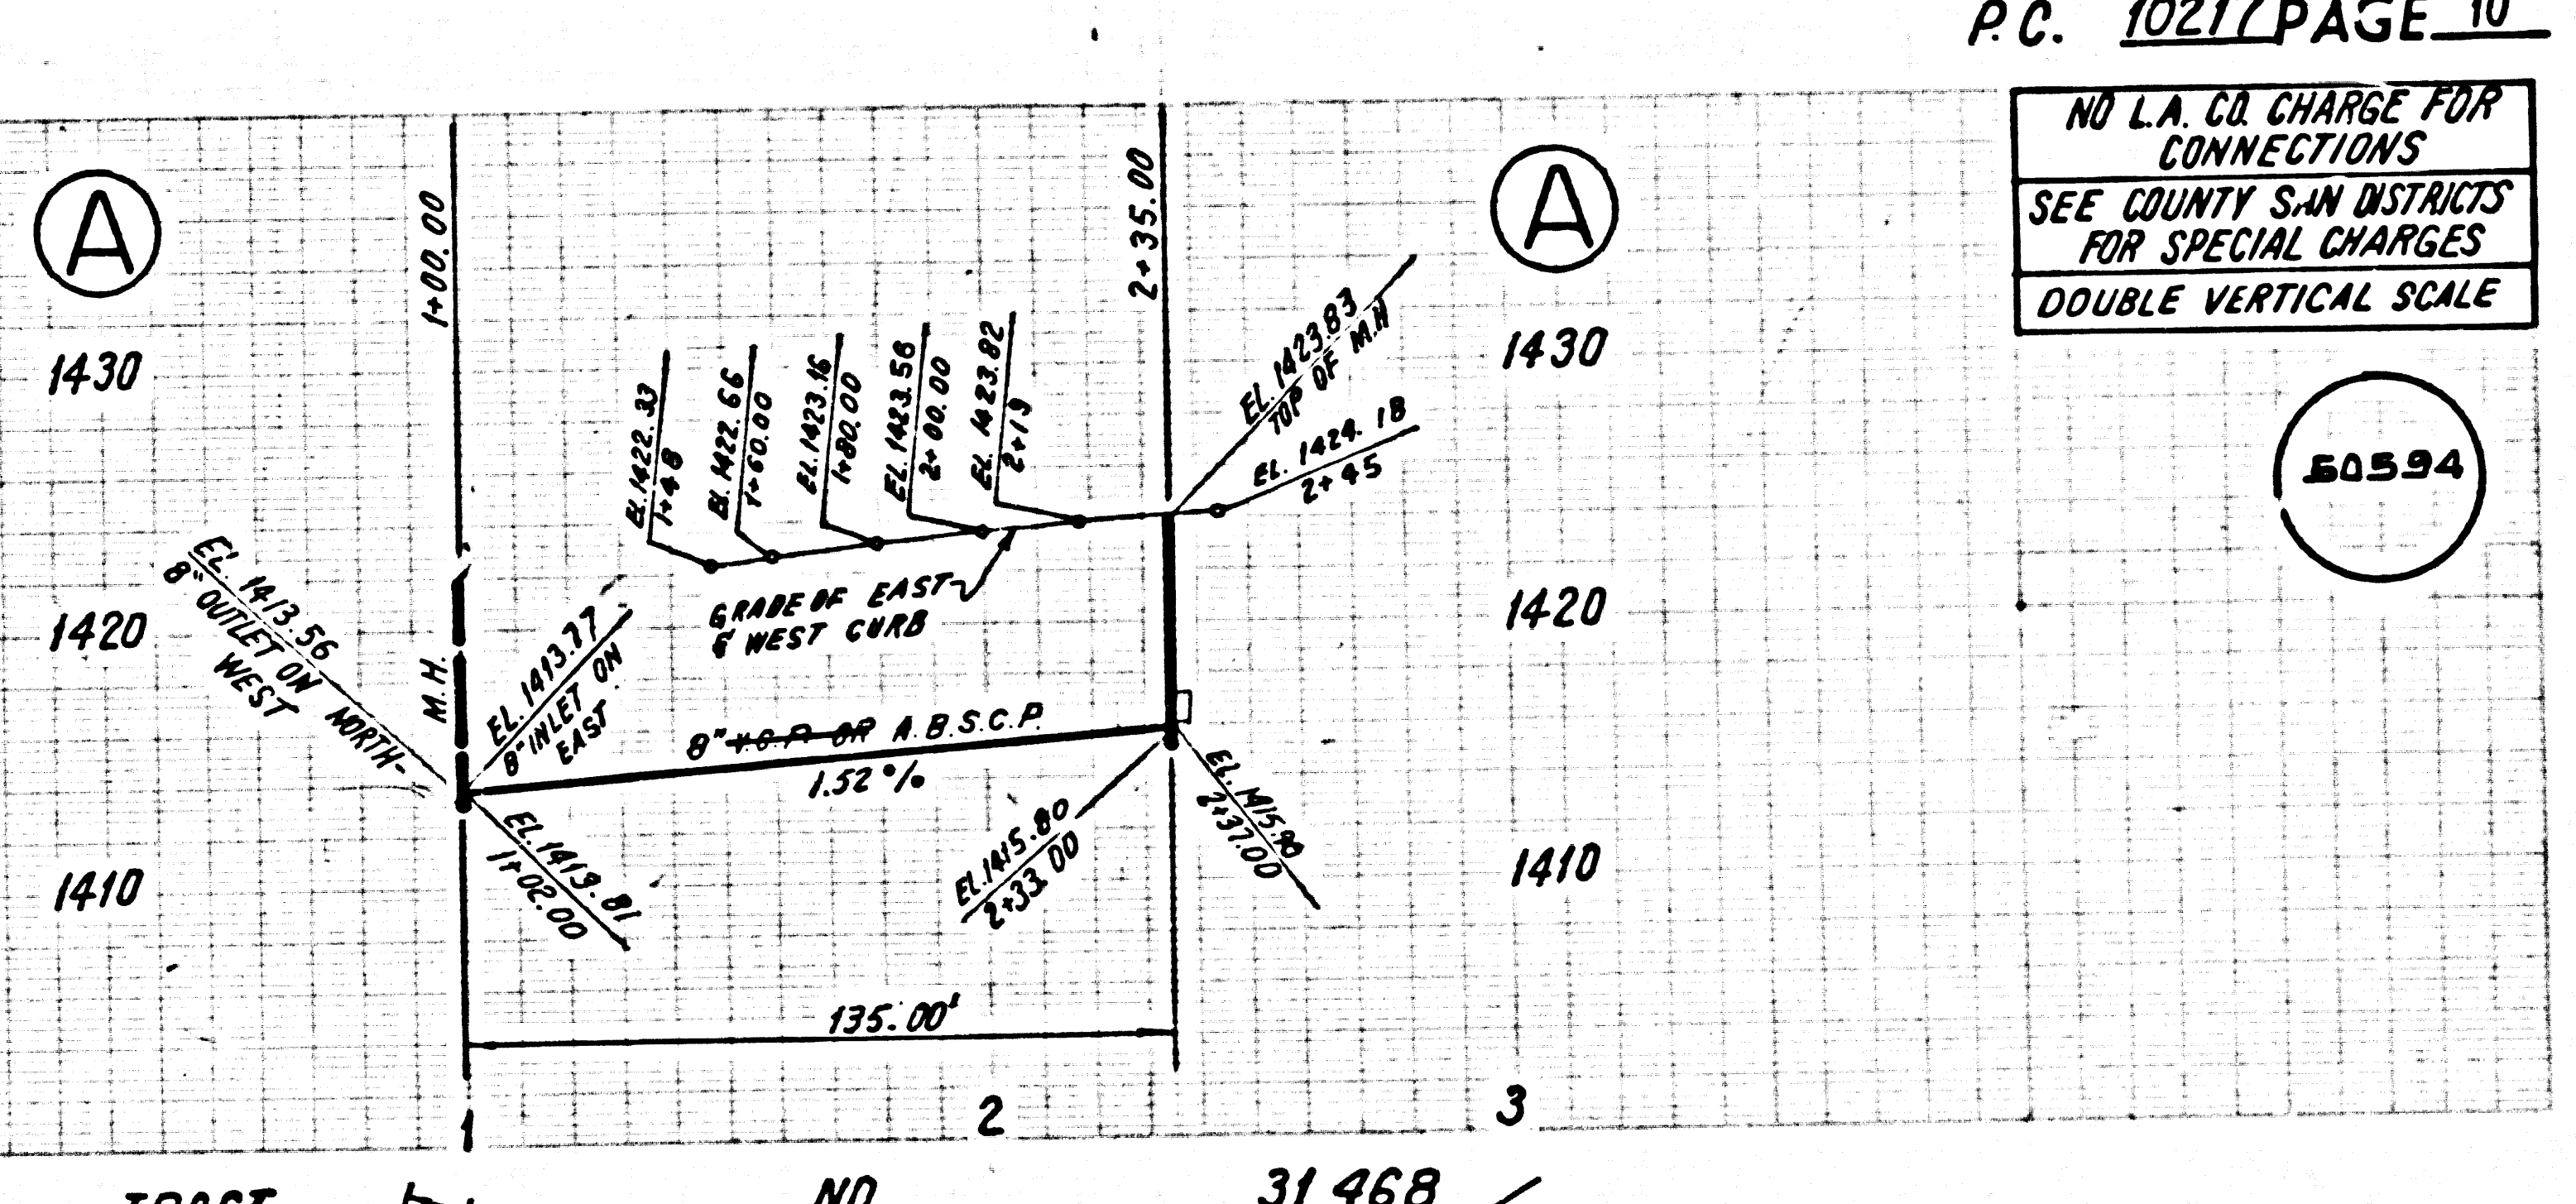 P.C. 10217 PAGE 10
NO L.A. CO. CHARGE FOR
CONNECTIONS
SEE COUNTY SAN DISTRICTS
FOR SPECIAL CHARGES
DOUBLE VERTICAL SCALE
50594
A
A
1+00.00
2+35.00
1430
1430
EL. 1422.33
1+48
EL. 1422.66
1+60.00
EL. 1423.16
1+80.00
EL. 1423.56
2+00.00
EL. 1423.82
2+19
EL. 1423.83
TOP OF M.H
EL. 1424.18
2+45
GRADE OF EAST
& WEST CURB
1420
1420
EL. 1413.56
8" OUTLET ON NORTH-
WEST
M.H.
EL. 1413.77
8" INLET ON
EAST
8" V.C.P. OR A.B.S.C.P.
1.52 %
EL. 1413.81
1+02.00
EL. 1415.80
2+33.00
EL. 1415.98
2+37.00
1410
1410
135.00'
1
2
3
TRACT
NO
31468